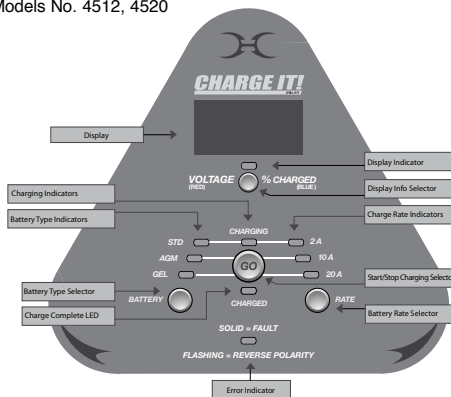 Models No. 4512, 4520
CHARGE IT!
Display
Display Indicator
VOLTAGE % CHARGED
(RED) (BLUE)
Display Info Selector
Charging Indicators
Battery Type Indicators
Charge Rate Indicators
CHARGING
STD 2 A
AGM 10 A
GO
GEL 20 A
Start/Stop Charging Selector
Battery Type Selector
BATTERY
RATE
CHARGED
Charge Complete LED
Battery Rate Selector
SOLID = FAULT
FLASHING = REVERSE POLARITY
Error Indicator